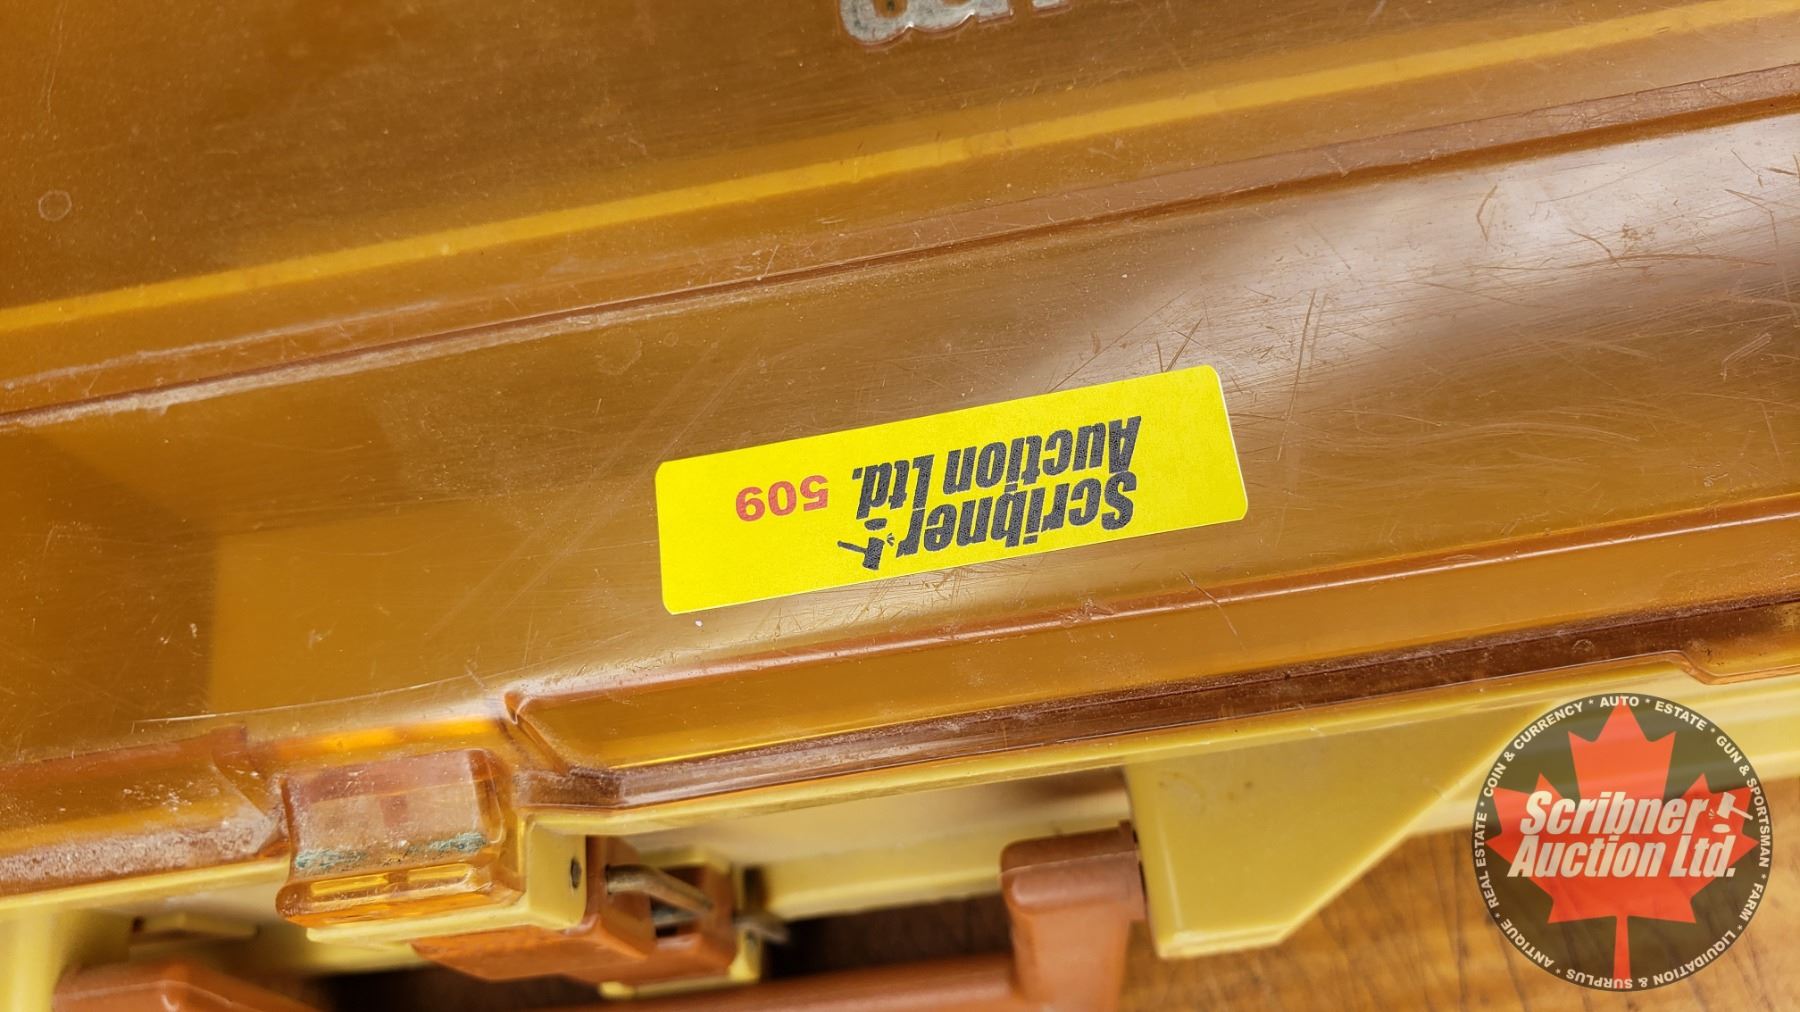 Scribner
Auction Ltd.
509
Scribner
Auction Ltd.
ANTIQUE * REAL ESTATE * COIN & CURRENCY * AUTO * ESTATE * GUN & SPORTSMAN * FARM * LIQUIDATION & SURPLUS *